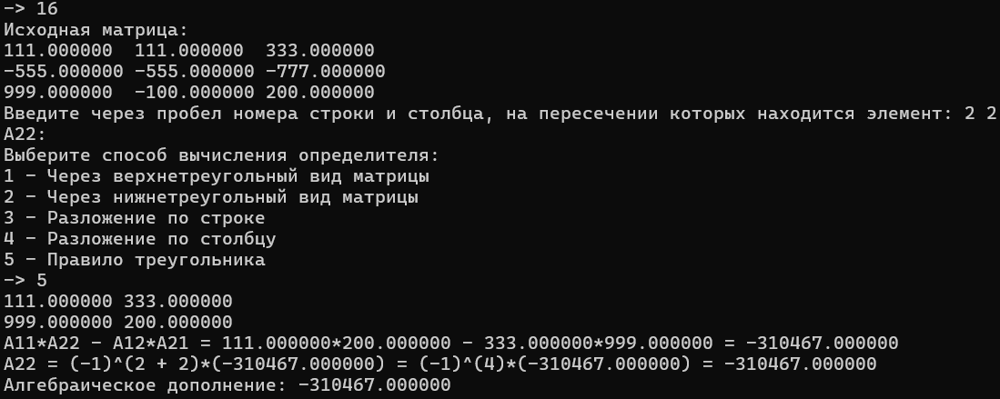 -> 16
Исходная матрица:
111.000000  111.000000  333.000000
-555.000000 -555.000000 -777.000000
999.000000  -100.000000 200.000000
Введите через пробел номера строки и столбца, на пересечении которых находится элемент: 2 2
A22:
Выберите способ вычисления определителя:
1 - Через верхнетреугольный вид матрицы
2 - Через нижнетреугольный вид матрицы
3 - Разложение по строке
4 - Разложение по столбцу
5 - Правило треугольника
-> 5
111.000000 333.000000
999.000000 200.000000
A11*A22 - A12*A21 = 111.000000*200.000000 - 333.000000*999.000000 = -310467.000000
A22 = (-1)^(2 + 2)*(-310467.000000) = (-1)^(4)*(-310467.000000) = -310467.000000
Алгебраическое дополнение: -310467.000000